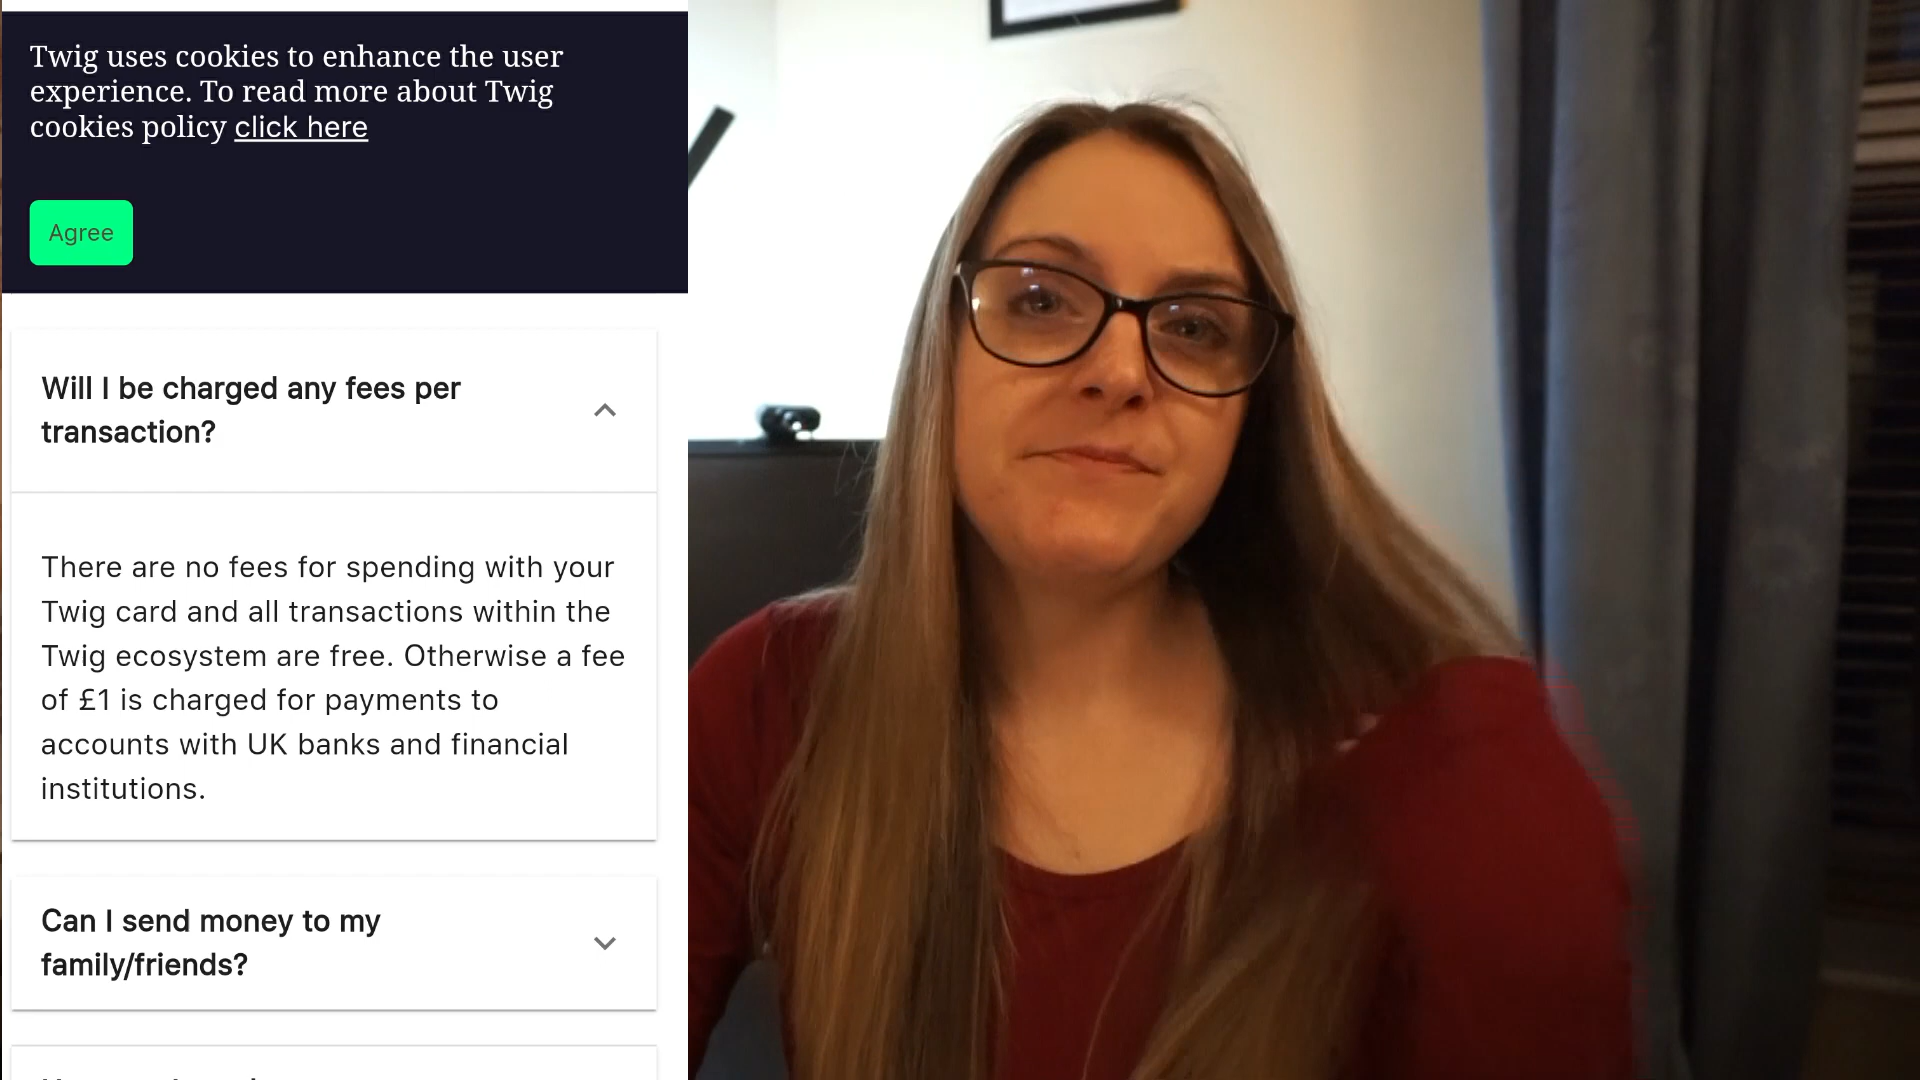 Twig uses cookies to enhance the user
experience. To read more about Twig
cookies policy click here
Agree
Will I be charged any fees per
transaction?
There are no fees for spending with your
Twig card and all transactions within the
Twig ecosystem are free. Otherwise a fee
of £1 is charged for payments to
accounts with UK banks and financial
institutions.
Can I send money to my
family/friends?